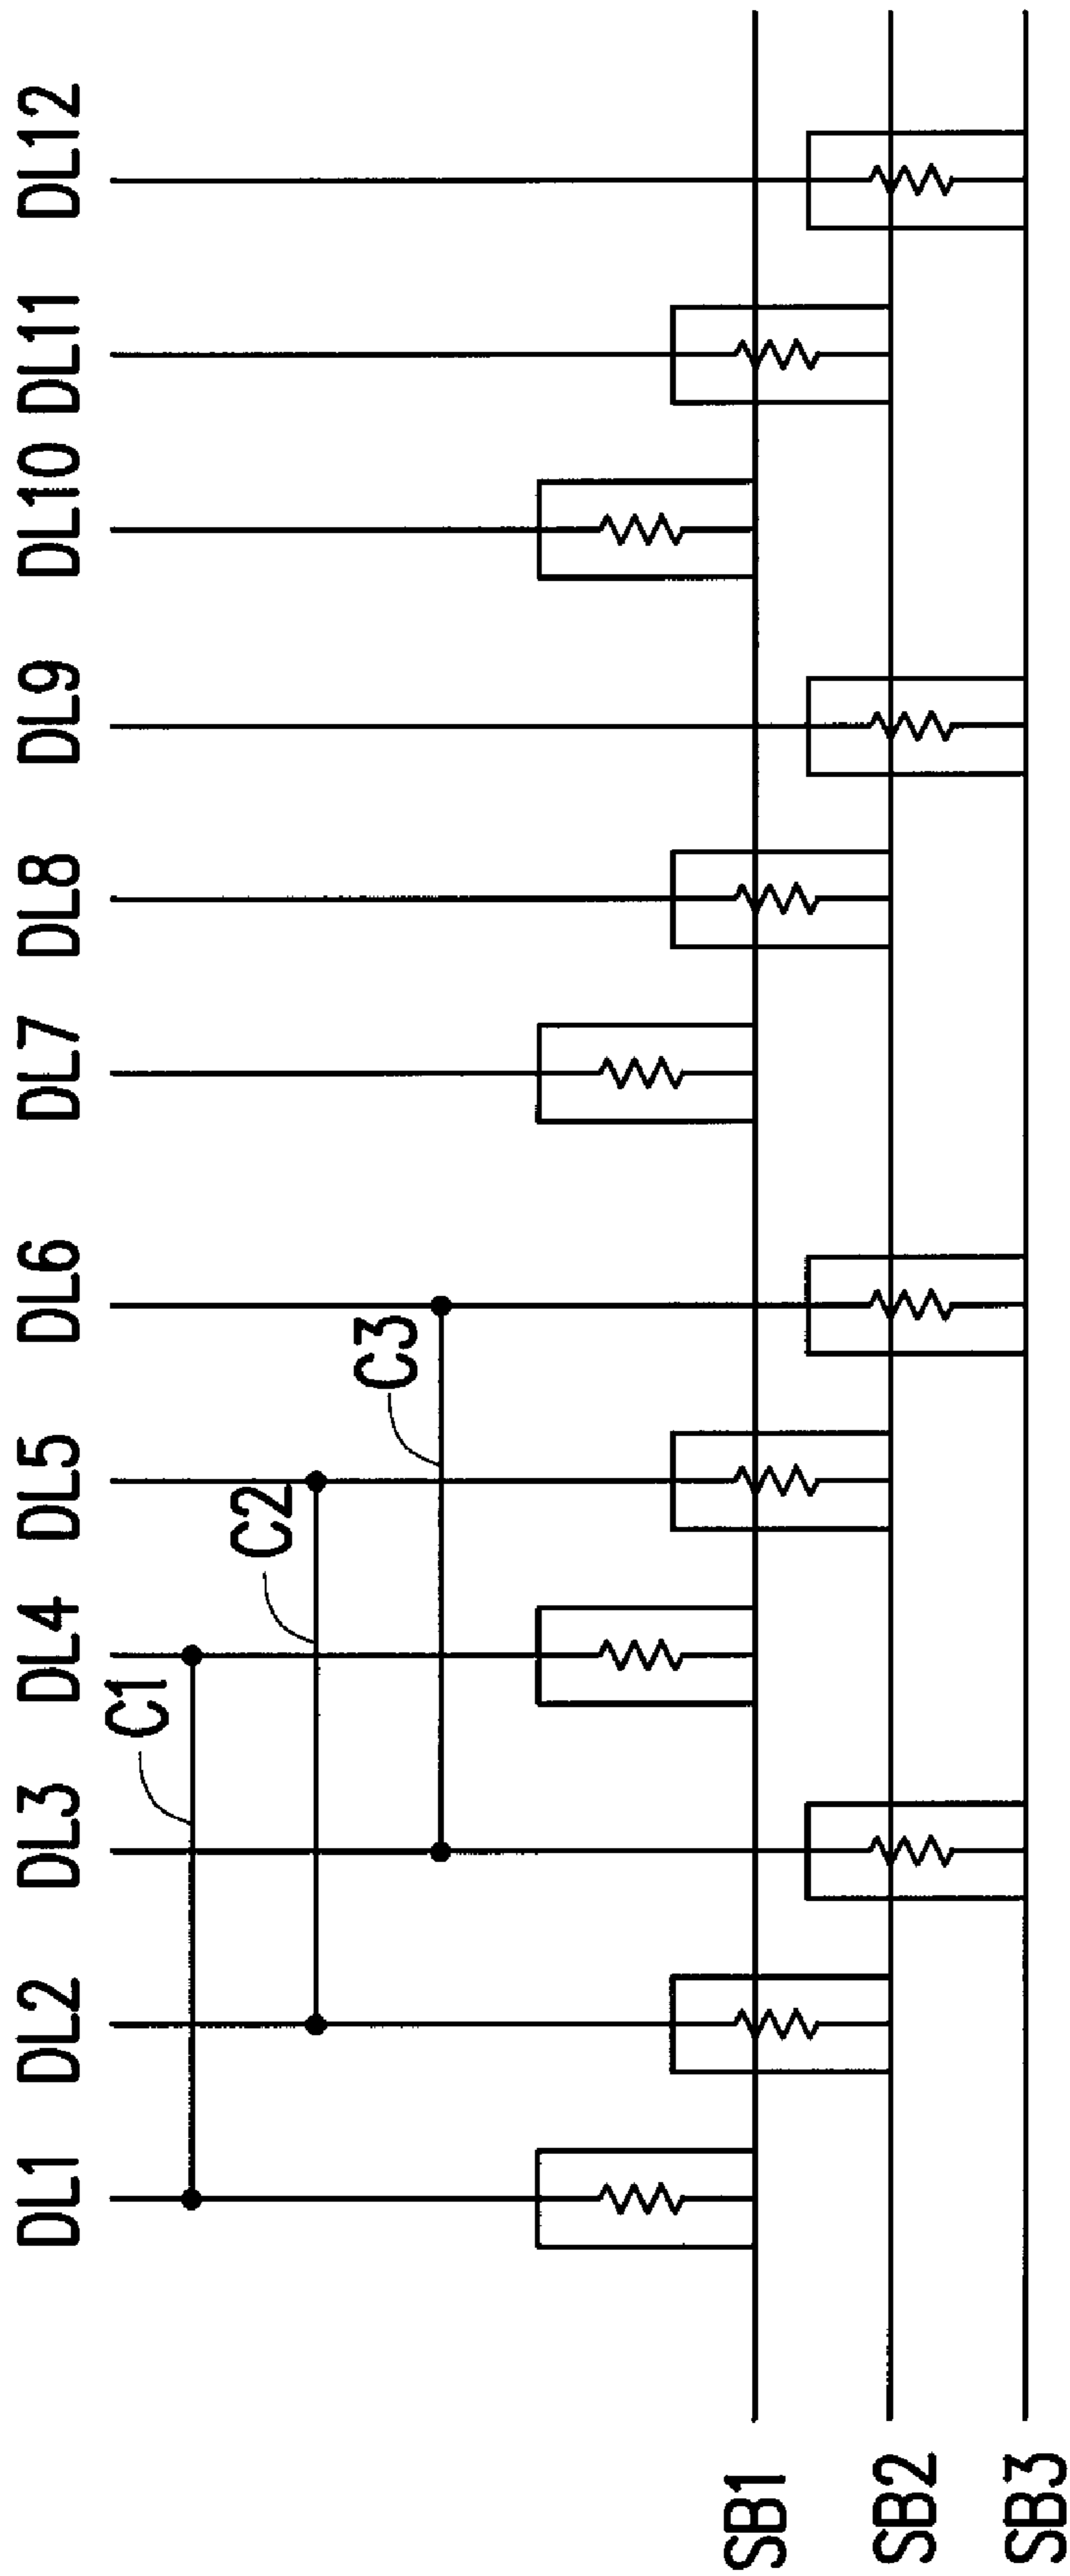 DL1 DL2 DL3 DL4 DL5 DL6 DL7 DL8 DL9 DL10 DL11 DL12
C1
C2
C3
SB1
SB2
SB3